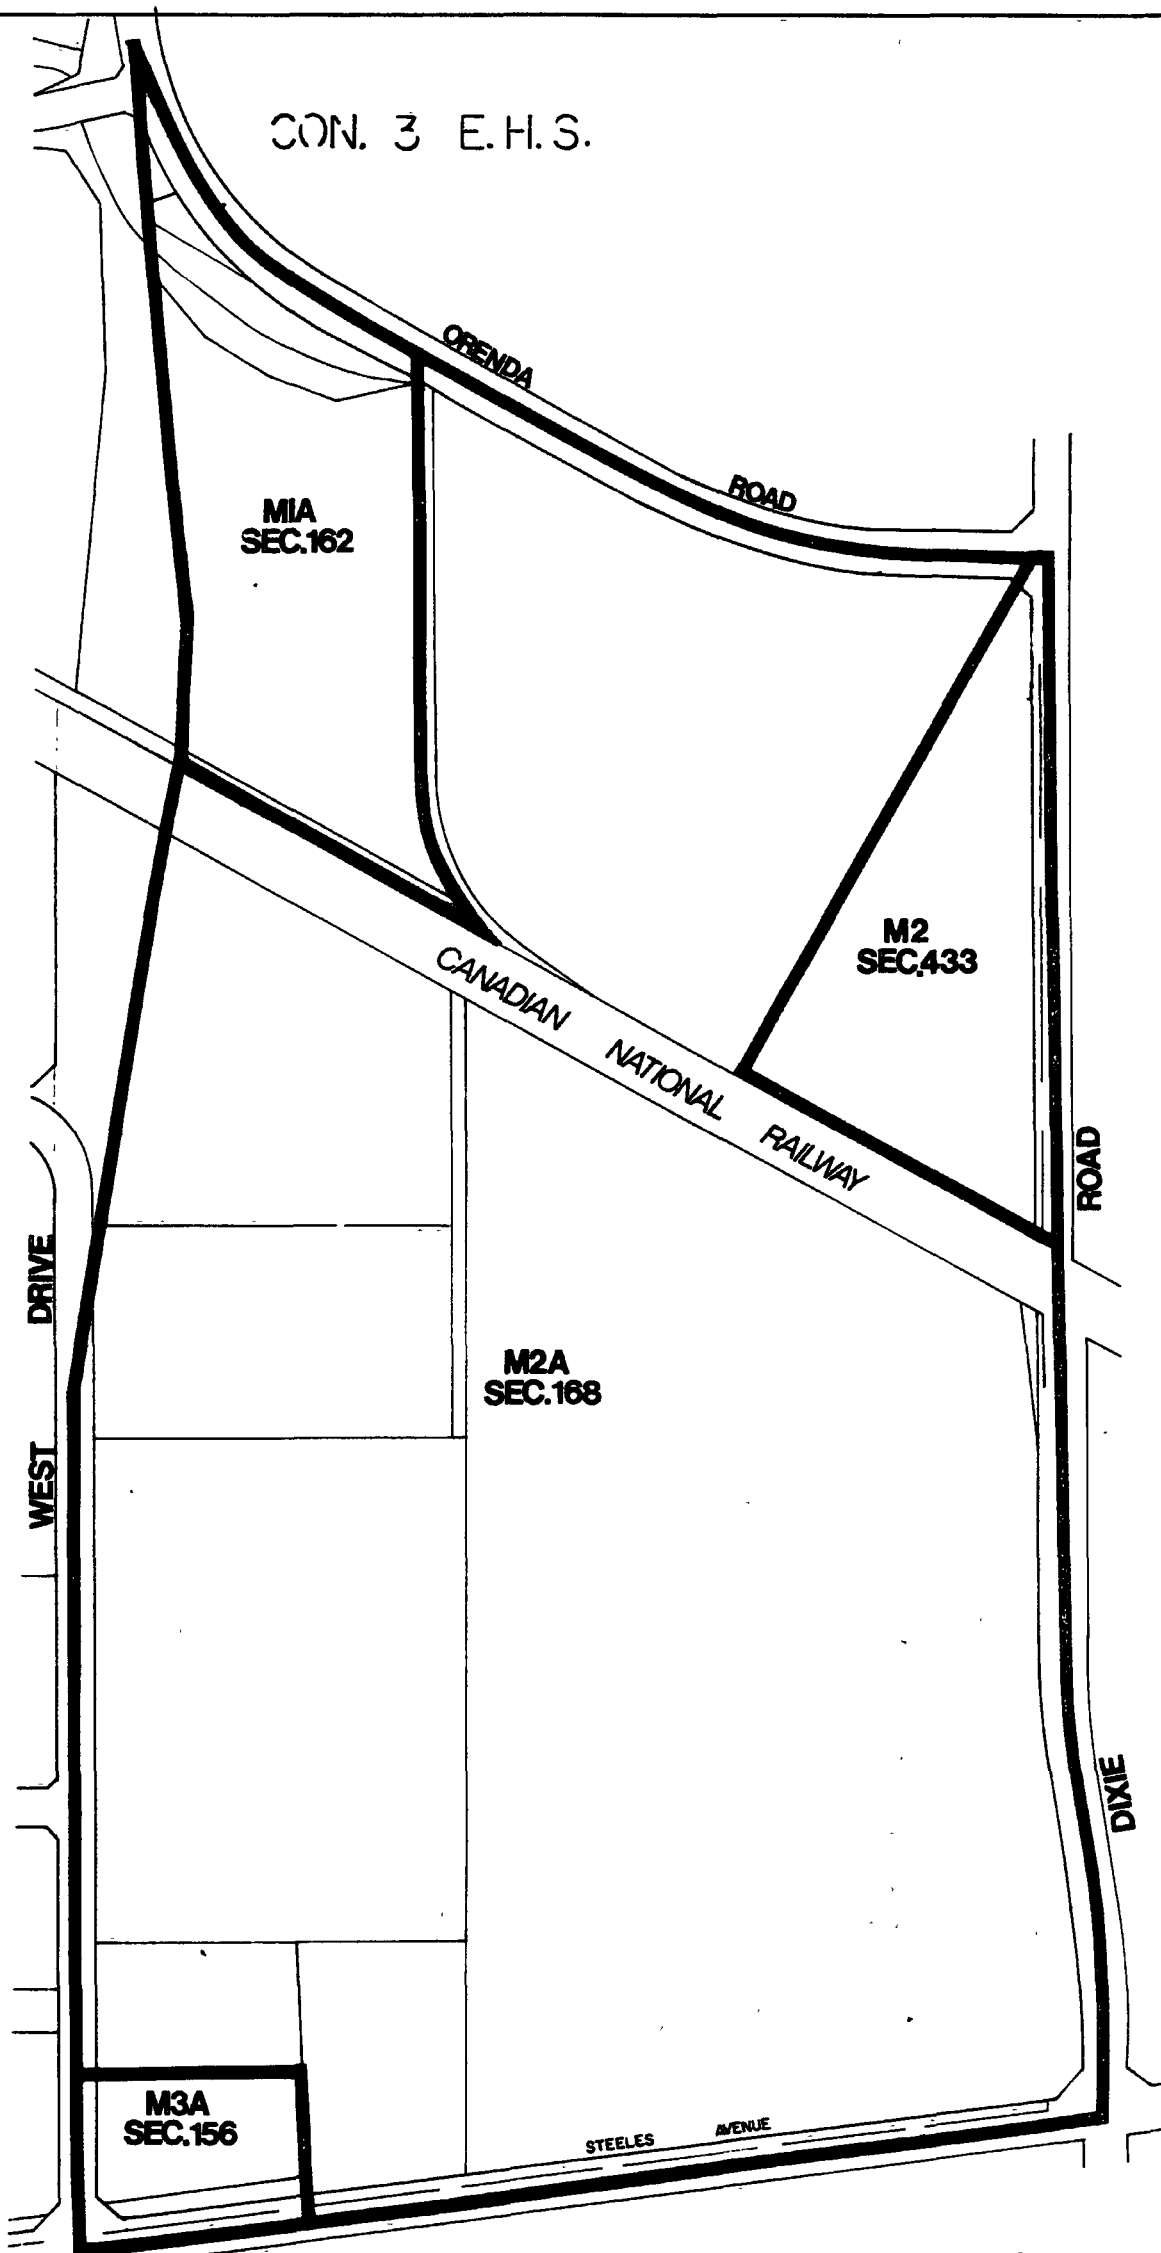 CON. 3 E.H.S.
ORENDA ROAD
M1A
SEC.162
M2
SEC.433
CANADIAN NATIONAL RAILWAY
ROAD
WEST DRIVE
M2A
SEC.168
DIXIE
M3A
SEC.156
STEELES AVENUE